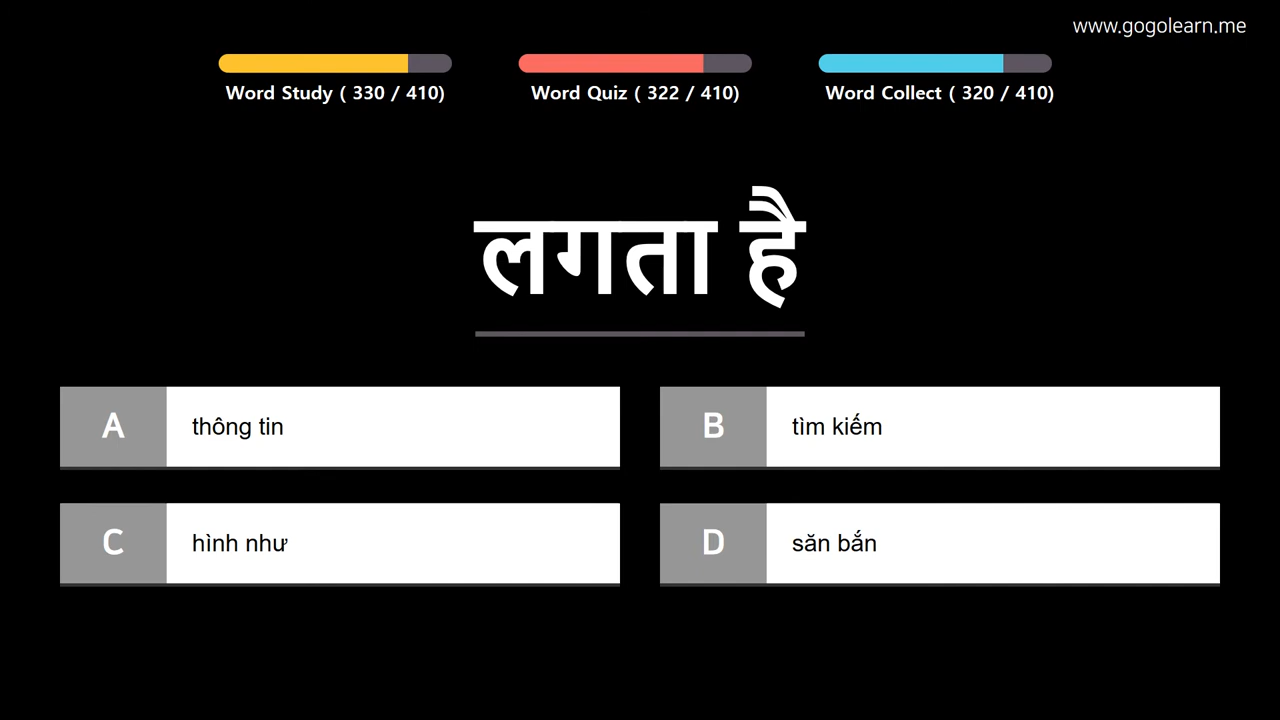 www.gogolearn.me
Word Study ( 330 / 410)
Word Quiz ( 322 / 410)
Word Collect ( 320 / 410)
लगता है
A thông tin
B tìm kiếm
C hình như
D săn bắn